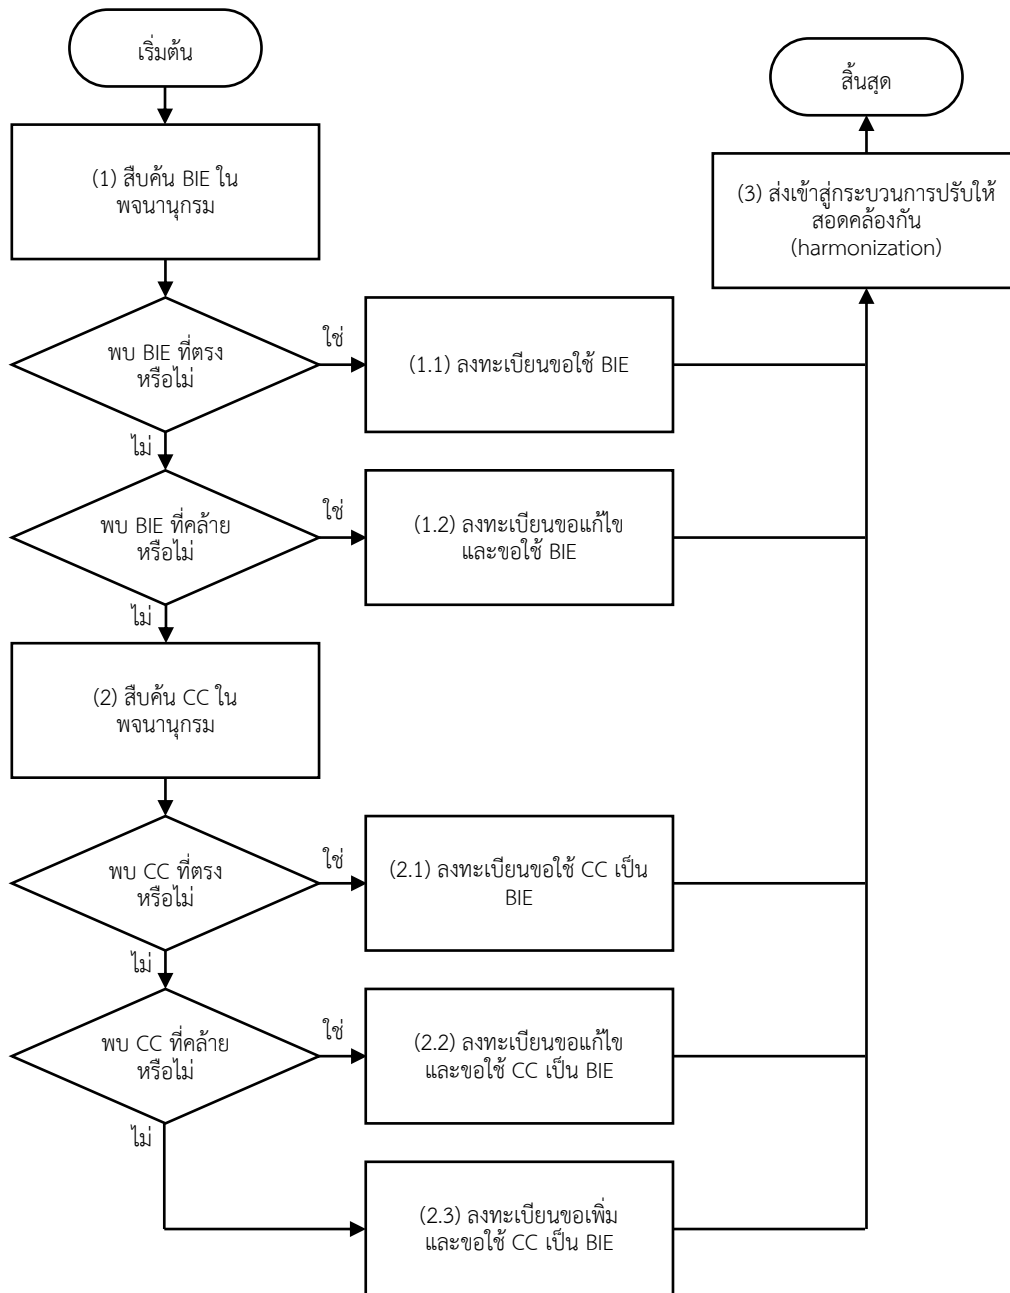 เริ่มต้น
(1) สืบค้น BIE ใน
พจนานุกรม
พบ BIE ที่ตรง
หรือไม่
ใช่
(1.1) ลงทะเบียนขอใช้ BIE
ไม่
พบ BIE ที่คล้าย
หรือไม่
ใช่
(1.2) ลงทะเบียนขอแก้ไข
และขอใช้ BIE
ไม่
(2) สืบค้น CC ใน
พจนานุกรม
พบ CC ที่ตรง
หรือไม่
ใช่
(2.1) ลงทะเบียนขอใช้ CC เป็น
BIE
ไม่
พบ CC ที่คล้าย
หรือไม่
ใช่
(2.2) ลงทะเบียนขอแก้ไข
และขอใช้ CC เป็น BIE
ไม่
(2.3) ลงทะเบียนขอเพิ่ม
และขอใช้ CC เป็น BIE
(3) ส่งเข้าสู่กระบวนการปรับให้
สอดคล้องกัน
(harmonization)
สิ้นสุด